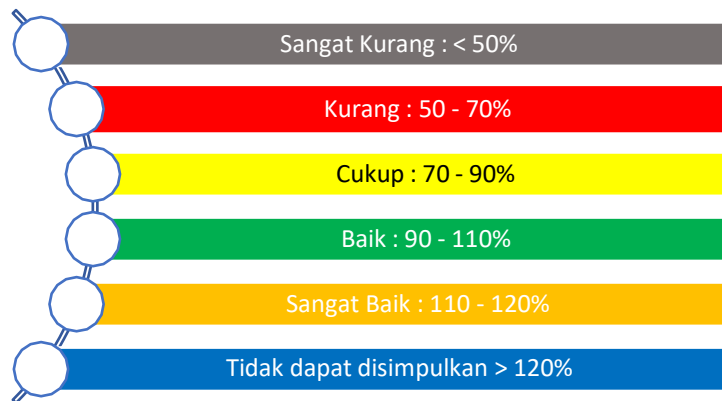 Sangat Kurang : < 50%
Kurang : 50 - 70%
Cukup : 70 - 90%
Baik : 90 - 110%
Sangat Baik : 110 - 120%
Tidak dapat disimpulkan > 120%